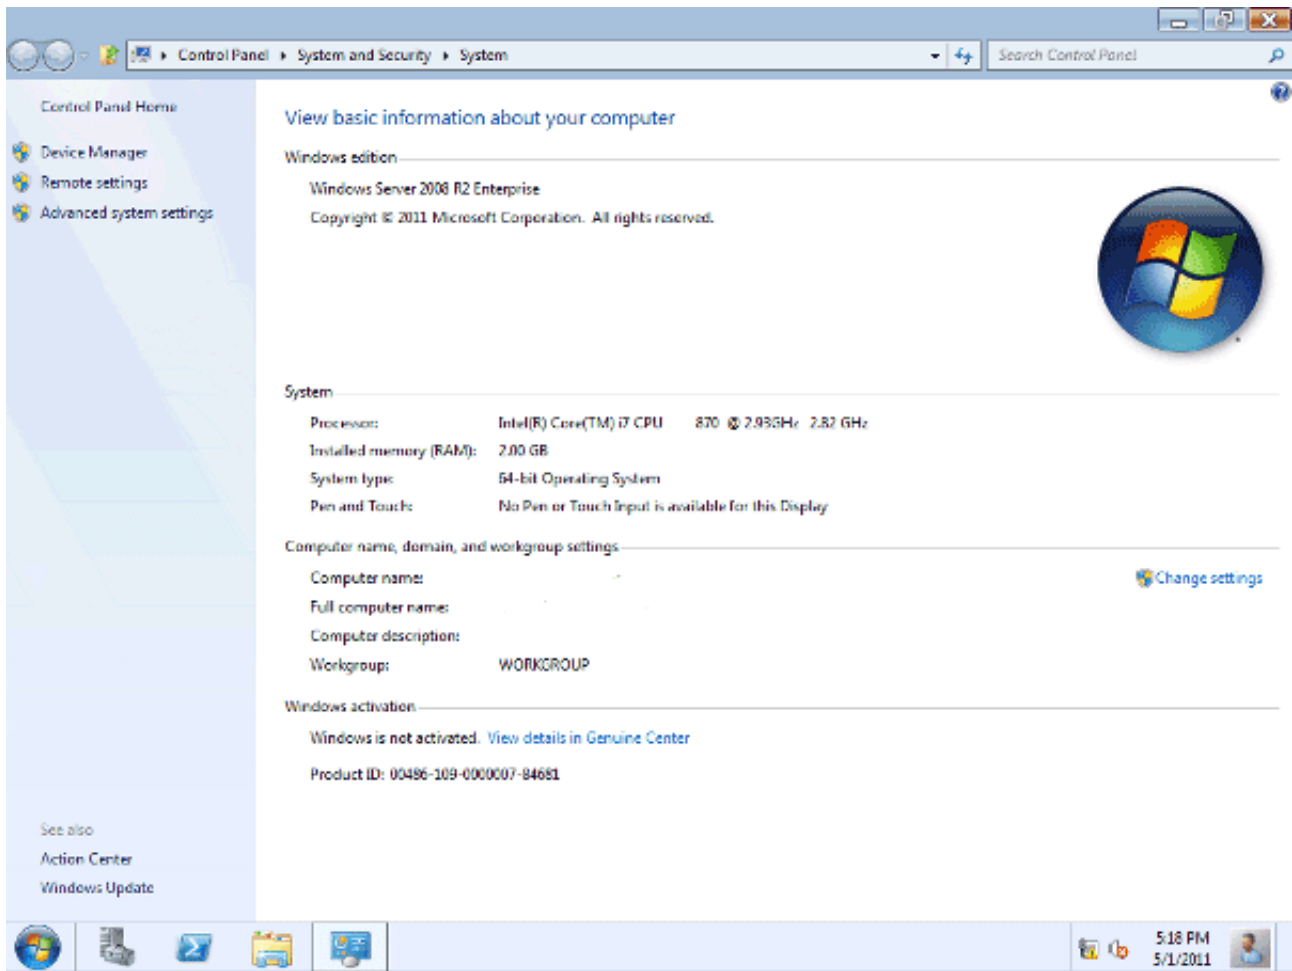 Control Panel ▸ System and Security ▸ System
Search Control Panel
Control Panel Home
Device Manager
Remote settings
Advanced system settings
See also
Action Center
Windows Update
View basic information about your computer
Windows edition
Windows Server 2008 R2 Enterprise
Copyright © 2011 Microsoft Corporation. All rights reserved.
System
Processor: Intel(R) Core(TM) i7 CPU 870 @ 2.93GHz 2.82 GHz
Installed memory (RAM): 2.00 GB
System type: 64-bit Operating System
Pen and Touch: No Pen or Touch Input is available for this Display
Computer name, domain, and workgroup settings
Computer name:
Change settings
Full computer name:
Computer description:
Workgroup: WORKGROUP
Windows activation
Windows is not activated. View details in Genuine Center
Product ID: 00486-109-0000007-84681
5:18 PM
5/1/2011